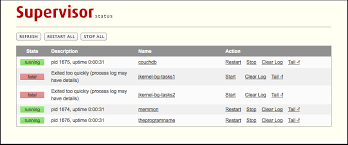 Supervisor status
REFRESH RESTART ALL STOP ALL
State Description Name Action
running pid 1675, uptime 0:00:31 couchdb Restart Stop Clear Log Tail -f
fatal Exited too quickly (process log may have details) jkernel-bg-tasks1 Start Clear Log Tail -f
fatal Exited too quickly (process log may have details) jkernel-bg-tasks2 Start Clear Log Tail -f
running pid 1674, uptime 0:00:31 memmon Restart Stop Clear Log Tail -f
running pid 1678, uptime 0:00:31 theprogramname Restart Stop Clear Log Tail -f